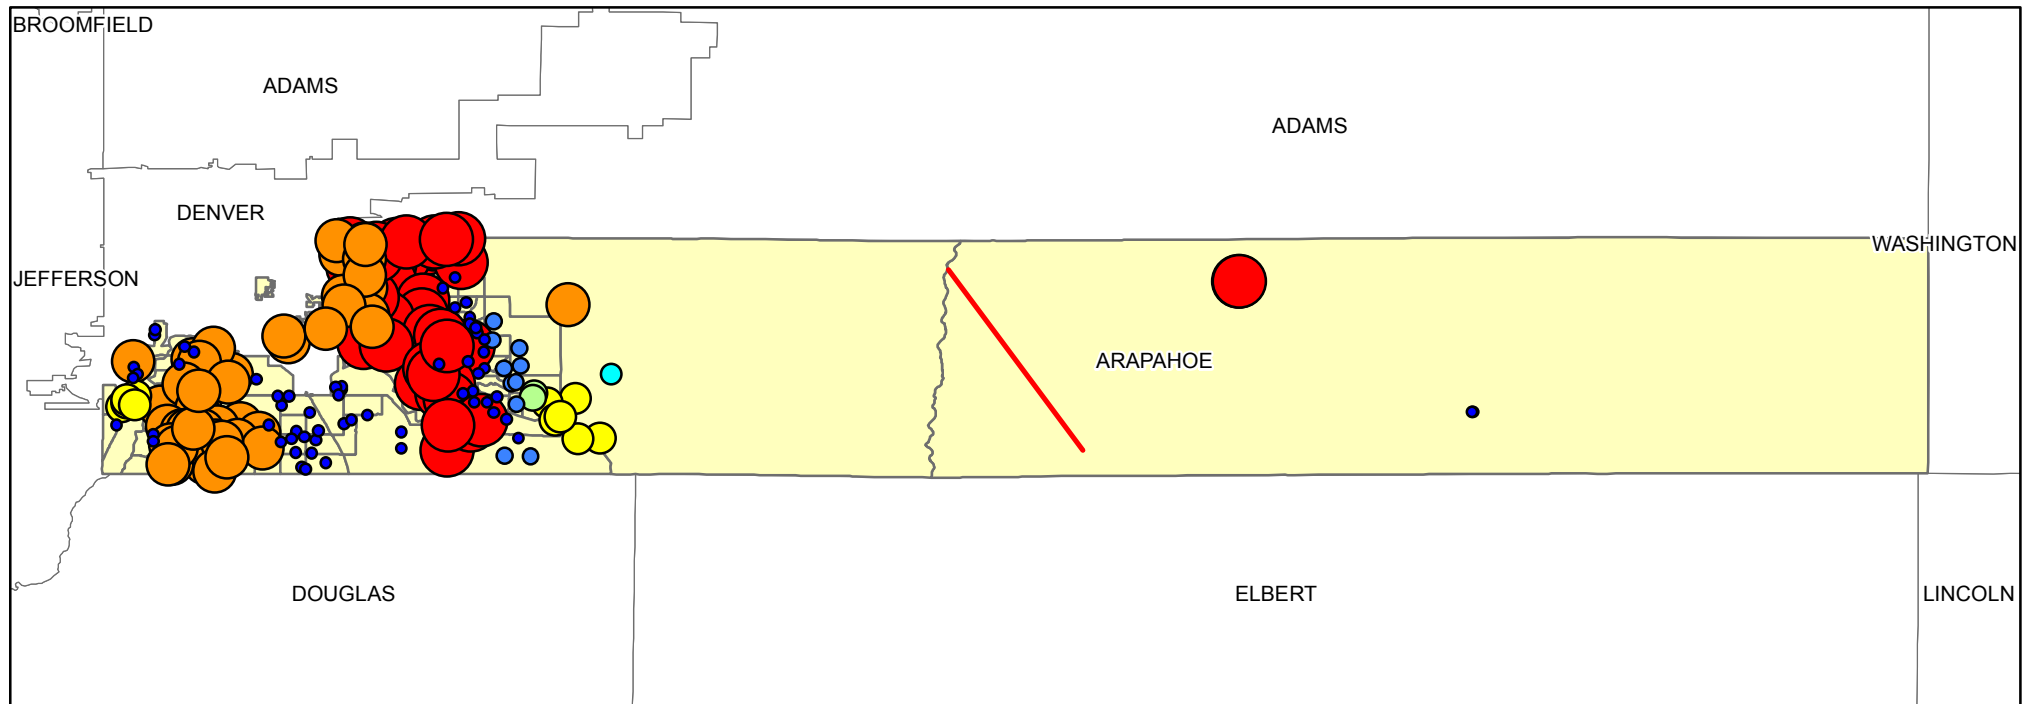 BROOMFIELD
ADAMS
ADAMS
DENVER
WASHINGTON
JEFFERSON
ARAPAHOE
DOUGLAS
ELBERT
LINCOLN